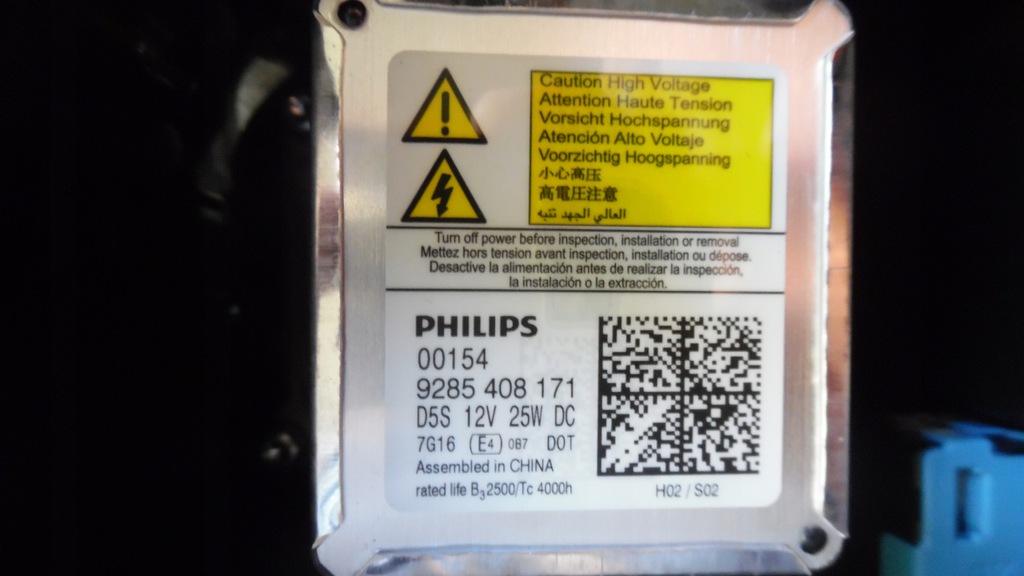 Caution High Voltage
Attention Haute Tension
Vorsicht Hochspannung
Atención Alto Voltaje
Voorzichtig Hoogspanning
小心高压
高電圧注意
العالي الجهد تنبه
Turn off power before inspection, installation or removal
Mettez hors tension avant inspection, installation ou dépose.
Desactive la alimentación antes de realizar la inspección,
la instalación o la extracción.
PHILIPS
00154
9285 408 171
D5S 12V 25W DC
7G16 E4 0B7 DOT
Assembled in CHINA
rated life B3 2500/Tc 4000h
H02 / S02